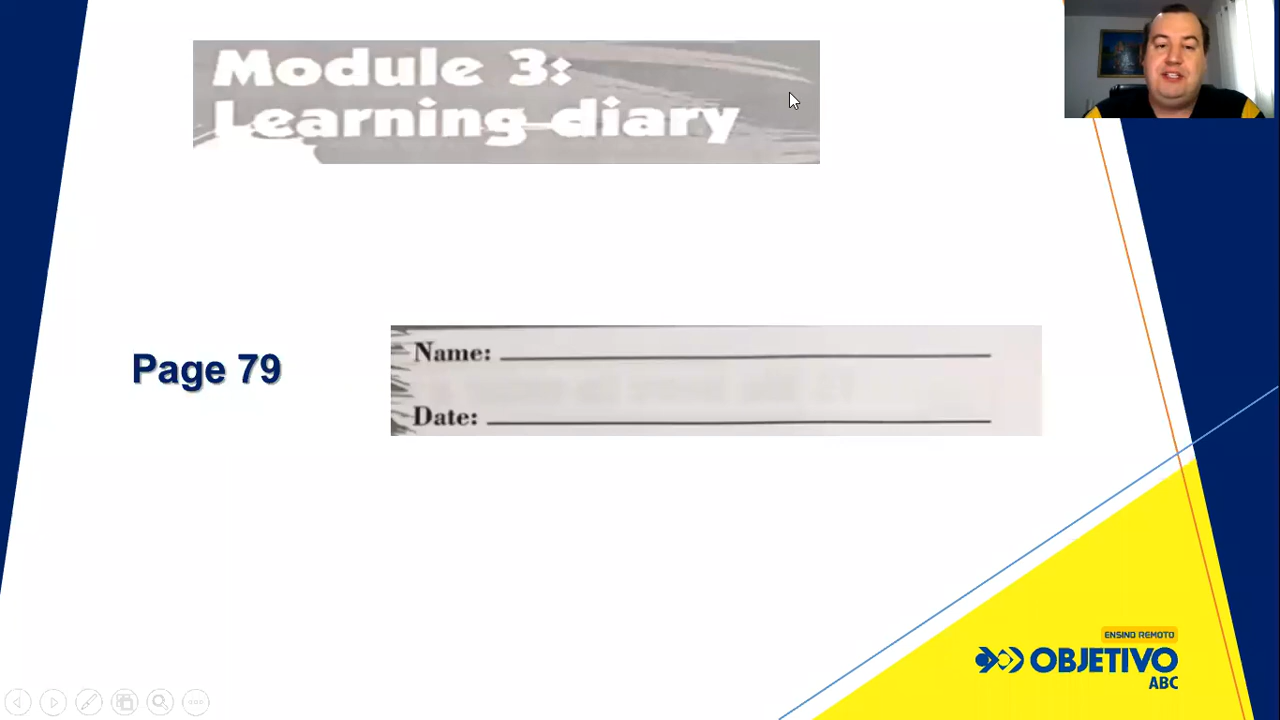 Module 3:
Learning diary
Page 79
Name:
Date:
ENSINO REMOTO
OBJETIVO
ABC